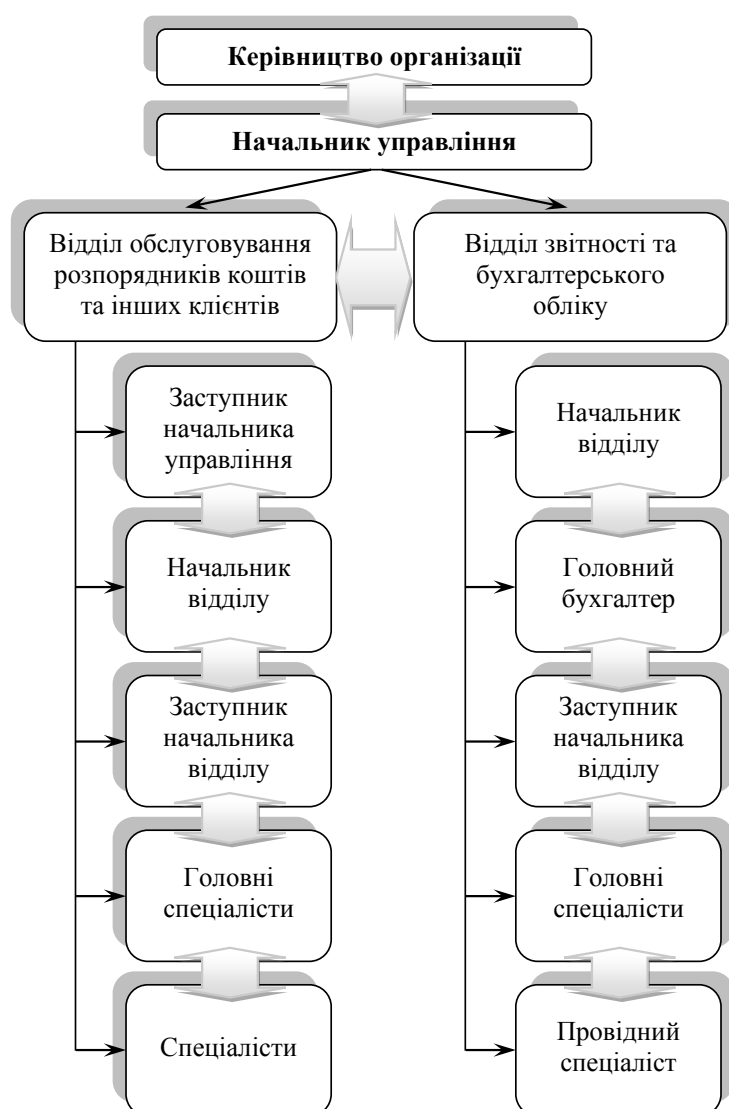 Керівництво організації
Начальник управління
Відділ обслуговування
розпорядників коштів
та інших клієнтів
Відділ звітності та
бухгалтерського
обліку
Заступник
начальника
управління
Начальник
відділу
Заступник
начальника
відділу
Головні
спеціалісти
Спеціалісти
Начальник
відділу
Головний
бухгалтер
Заступник
начальника
відділу
Головні
спеціалісти
Провідний
спеціаліст